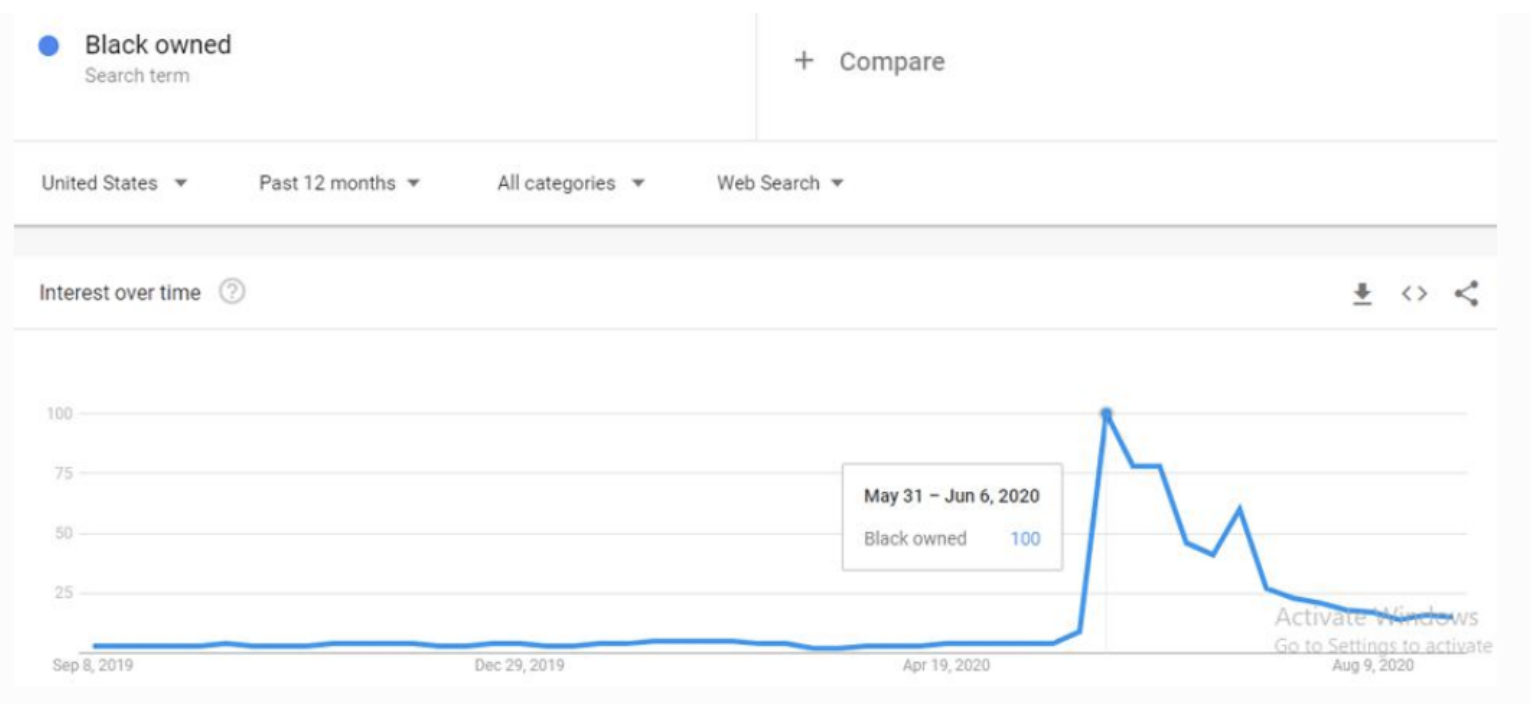 Black owned
Search term
+ Compare
United States Past 12 months All categories Web Search
Interest over time ?
100
75
50
25
May 31 – Jun 6, 2020
Black owned 100
Activate Windows
Go to Settings to activate
Sep 8, 2019 Dec 29, 2019 Apr 19, 2020 Aug 9, 2020